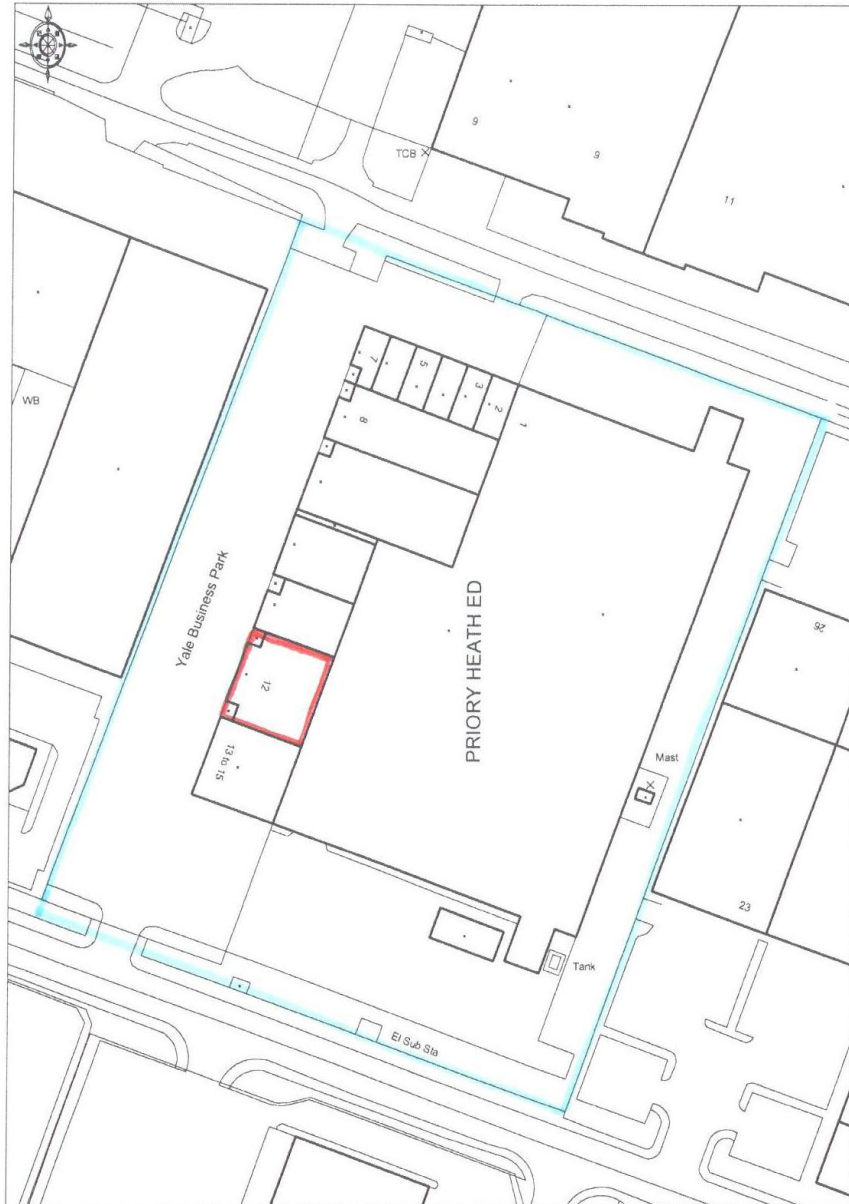 9
9
TCB
11
7
5
3
2
1
8
WB
26
Yale Business Park
PRIORY HEATH ED
12
13 to 15
Mast
23
Tank
El Sub Sta